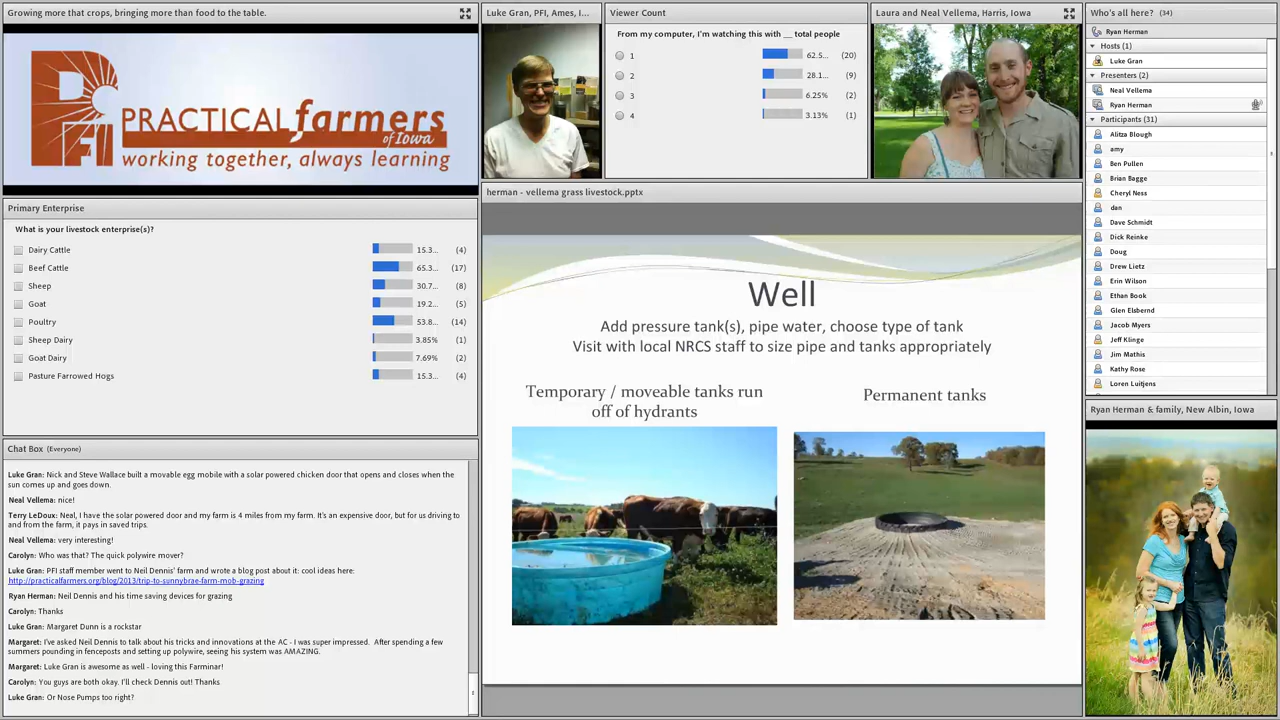 Growing more that crops, bringing more than food to the table.
PFI
PRACTICAL farmers
of Iowa
working together, always learning
Primary Enterprise
What is your livestock enterprise(s)?
Dairy Cattle 15.3... (4)
Beef Cattle 65.3... (17)
Sheep 30.7... (8)
Goat 19.2... (5)
Poultry 53.8... (14)
Sheep Dairy 3.85% (1)
Goat Dairy 7.69% (2)
Pasture Farrowed Hogs 15.3... (4)
Chat Box (Everyone)
Luke Gran: Nick and Steve Wallace built a movable egg mobile with a solar powered chicken door that opens and closes when the
sun comes up and goes down.
Neal Vellema: nice!
Terry LeDoux: Neal, I have the solar powered door and my farm is 4 miles from my farm. It's an expensive door, but for us driving to
and from the farm, it pays in saved trips.
Neal Vellema: very interesting!
Carolyn: Who was that? The quick polywire mover?
Luke Gran: PFI staff member went to Neil Dennis' farm and wrote a blog post about it: cool ideas here:
http://practicalfarmers.org/blog/2013/trip-to-sunnybrae-farm-mob-grazing
Ryan Herman: Neil Dennis and his time saving devices for grazing
Carolyn: Thanks
Luke Gran: Margaret Dunn is a rockstar
Margaret: I've asked Neil Dennis to talk about his tricks and innovations at the AC - I was super impressed. After spending a few
summers pounding in fenceposts and setting up polywire, seeing his system was AMAZING.
Margaret: Luke Gran is awesome as well - loving this Farminar!
Carolyn: You guys are both okay. I'll check Dennis out! Thanks
Luke Gran: Or Nose Pumps too right?
Luke Gran, PFI, Ames, I...
Viewer Count
From my computer, I'm watching this with __ total people
1 62.5... (20)
2 28.1... (9)
3 6.25% (2)
4 3.13% (1)
Laura and Neal Vellema, Harris, Iowa
herman - vellema grass livestock.pptx
Well
Add pressure tank(s), pipe water, choose type of tank
Visit with local NRCS staff to size pipe and tanks appropriately
Temporary / moveable tanks run
off of hydrants
Permanent tanks
Who's all here? (34)
Ryan Herman
Hosts (1)
Luke Gran
Presenters (2)
Neal Vellema
Ryan Herman
Participants (31)
Alitza Blough
amy
Ben Pullen
Brian Bagge
Cheryl Ness
dan
Dave Schmidt
Dick Reinke
Doug
Drew Lietz
Erin Wilson
Ethan Book
Glen Elsbernd
Jacob Myers
Jeff Klinge
Jim Mathis
Kathy Rose
Loren Luitjens
Ryan Herman & family, New Albin, Iowa